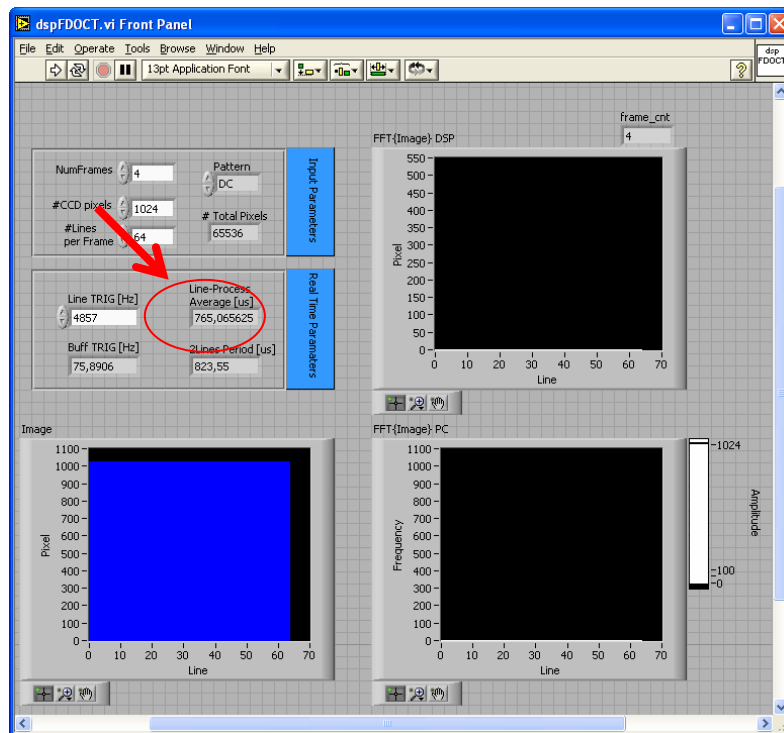 dspFDOCT.vi Front Panel
File Edit Operate Tools Browse Window Help
13pt Application Font
?
dsp
FDOCT
frame_cnt
4
NumFrames 4
Pattern
DC
#CCD pixels 1024
# Total Pixels
65536
#Lines
per Frame 64
Input Parameters
Line TRIG [Hz]
4857
Line-Process
Average [us]
765,065625
Buff TRIG [Hz]
75,8906
2Lines Period [us]
823,55
Real Time Paramaters
FFT{Image} DSP
550
500
450
400
350
300
250
200
150
100
50
0
Pixel
0 10 20 30 40 50 60 70
Line
Image
1100
1000
900
800
700
600
500
400
300
200
100
0
Pixel
0 10 20 30 40 50 60 70
Line
FFT{Image} PC
1100
1000
900
800
700
600
500
400
300
200
100
0
Frequency
0 10 20 30 40 50 60 70
Line
1024
100
0
Amplitude